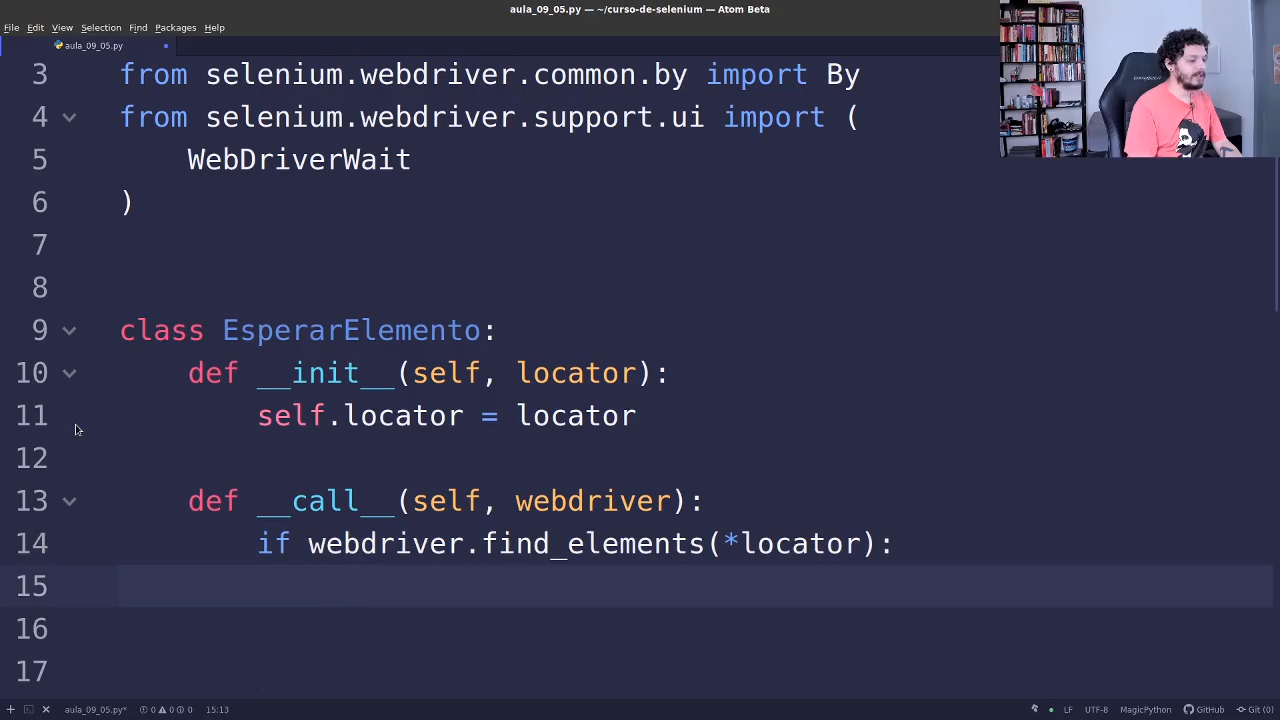 aula_09_05.py — ~/curso-de-selenium — Atom Beta
File Edit View Selection Find Packages Help
aula_09_05.py
3 from selenium.webdriver.common.by import By
4 from selenium.webdriver.support.ui import (
5 WebDriverWait
6 )
7
8
9 class EsperarElemento:
10 def __init__(self, locator):
11 self.locator = locator
12
13 def __call__(self, webdriver):
14 if webdriver.find_elements(*locator):
15
16
17
aula_09_05.py* 0 0 0 15:13 LF UTF-8 MagicPython GitHub Git (0)